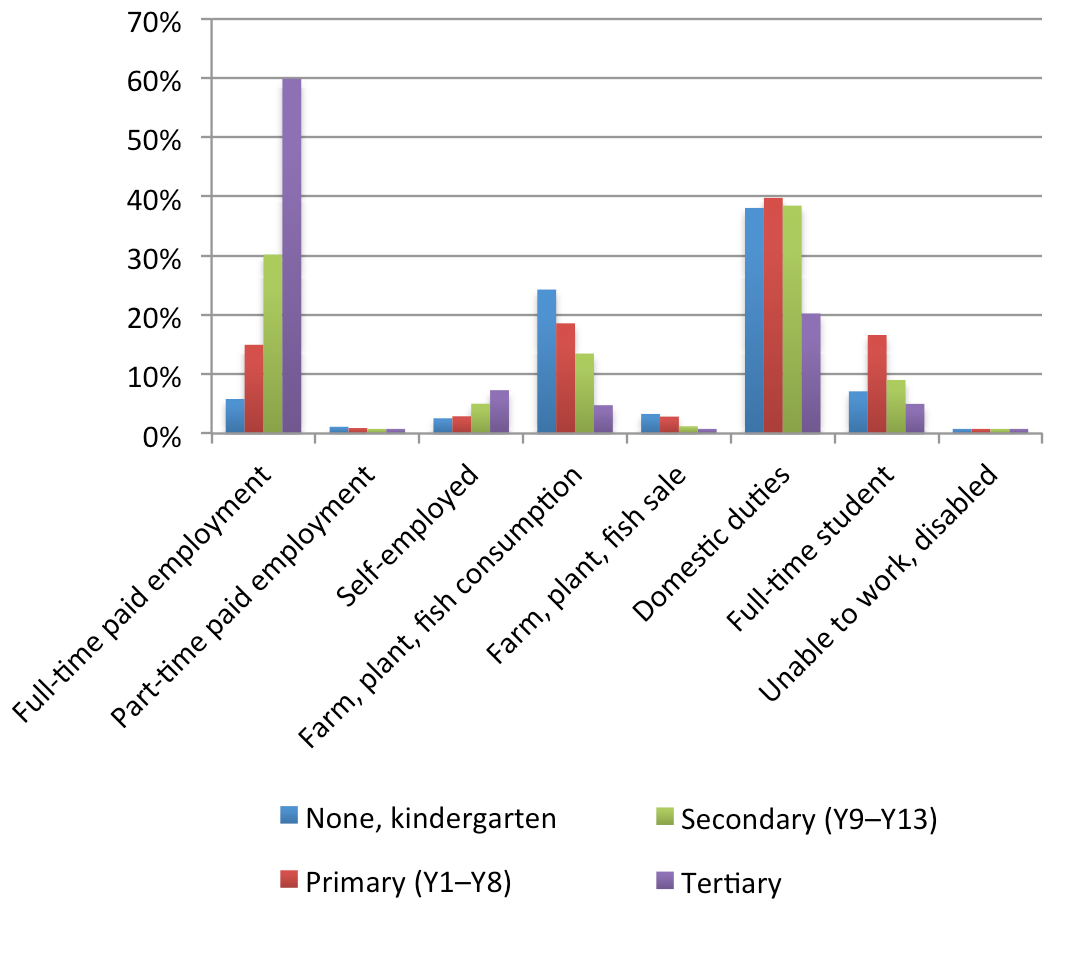 70%
60%
50%
40%
30%
20%
10%
0%
Full-time paid employment
Part-time paid employment
Self-employed
Farm, plant, fish consumption
Farm, plant, fish sale
Domestic duties
Full-time student
Unable to work, disabled
None, kindergarten
Secondary (Y9–Y13)
Primary (Y1–Y8)
Tertiary